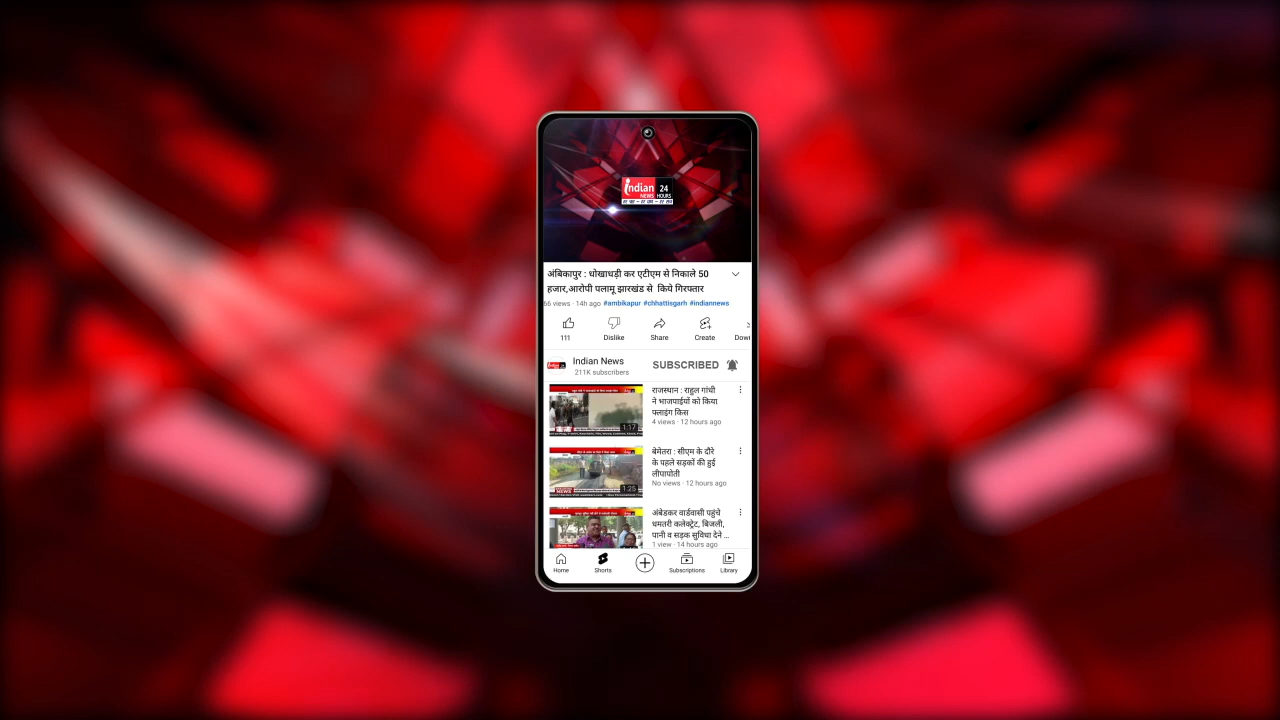 indian
24
NEWS
HOURS
अंबिकापुर : धोखाधड़ी कर एटीएम से निकाले 50
हजार,आरोपी पलामू झारखंड से किये गिरफ्तार
66 views · 14h ago #ambikapur #chhattisgarh #indiannews
111
Dislike
Share
Create
Indian News
211K subscribers
SUBSCRIBED
राजस्थान : राहुल गांधी
ने भाजपाईयों को किया
फ्लाइंग किस
4 views · 12 hours ago
1:17
बेमेतरा : सीएम के दौरे
के पहले सड़कों की हुई
लीपापोती
No views · 12 hours ago
1:25
अंबेडकर वार्डवासी पहुंचे
धमतरी कलेक्ट्रेट, बिजली,
पानी व सड़क सुविधा देने ...
1 view · 14 hours ago
Home
Shorts
Subscriptions
Library